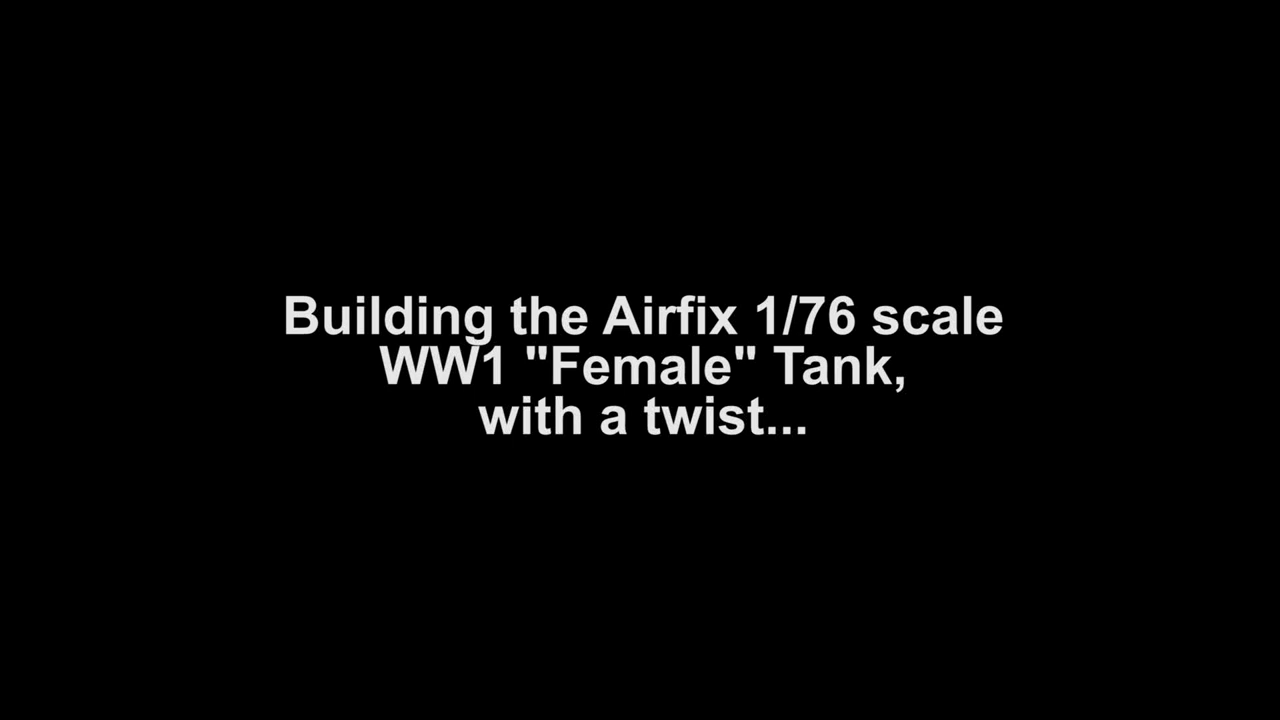 Building the Airfix 1/76 scale
WW1 "Female" Tank,
with a twist...